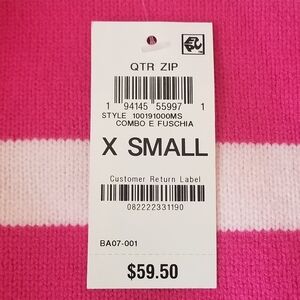 QTR ZIP
1 94145 55997 1
STYLE 100191000MS
COMBO E FUSCHIA
X SMALL
Customer Return Label
082222331190
BA07-001
$59.50